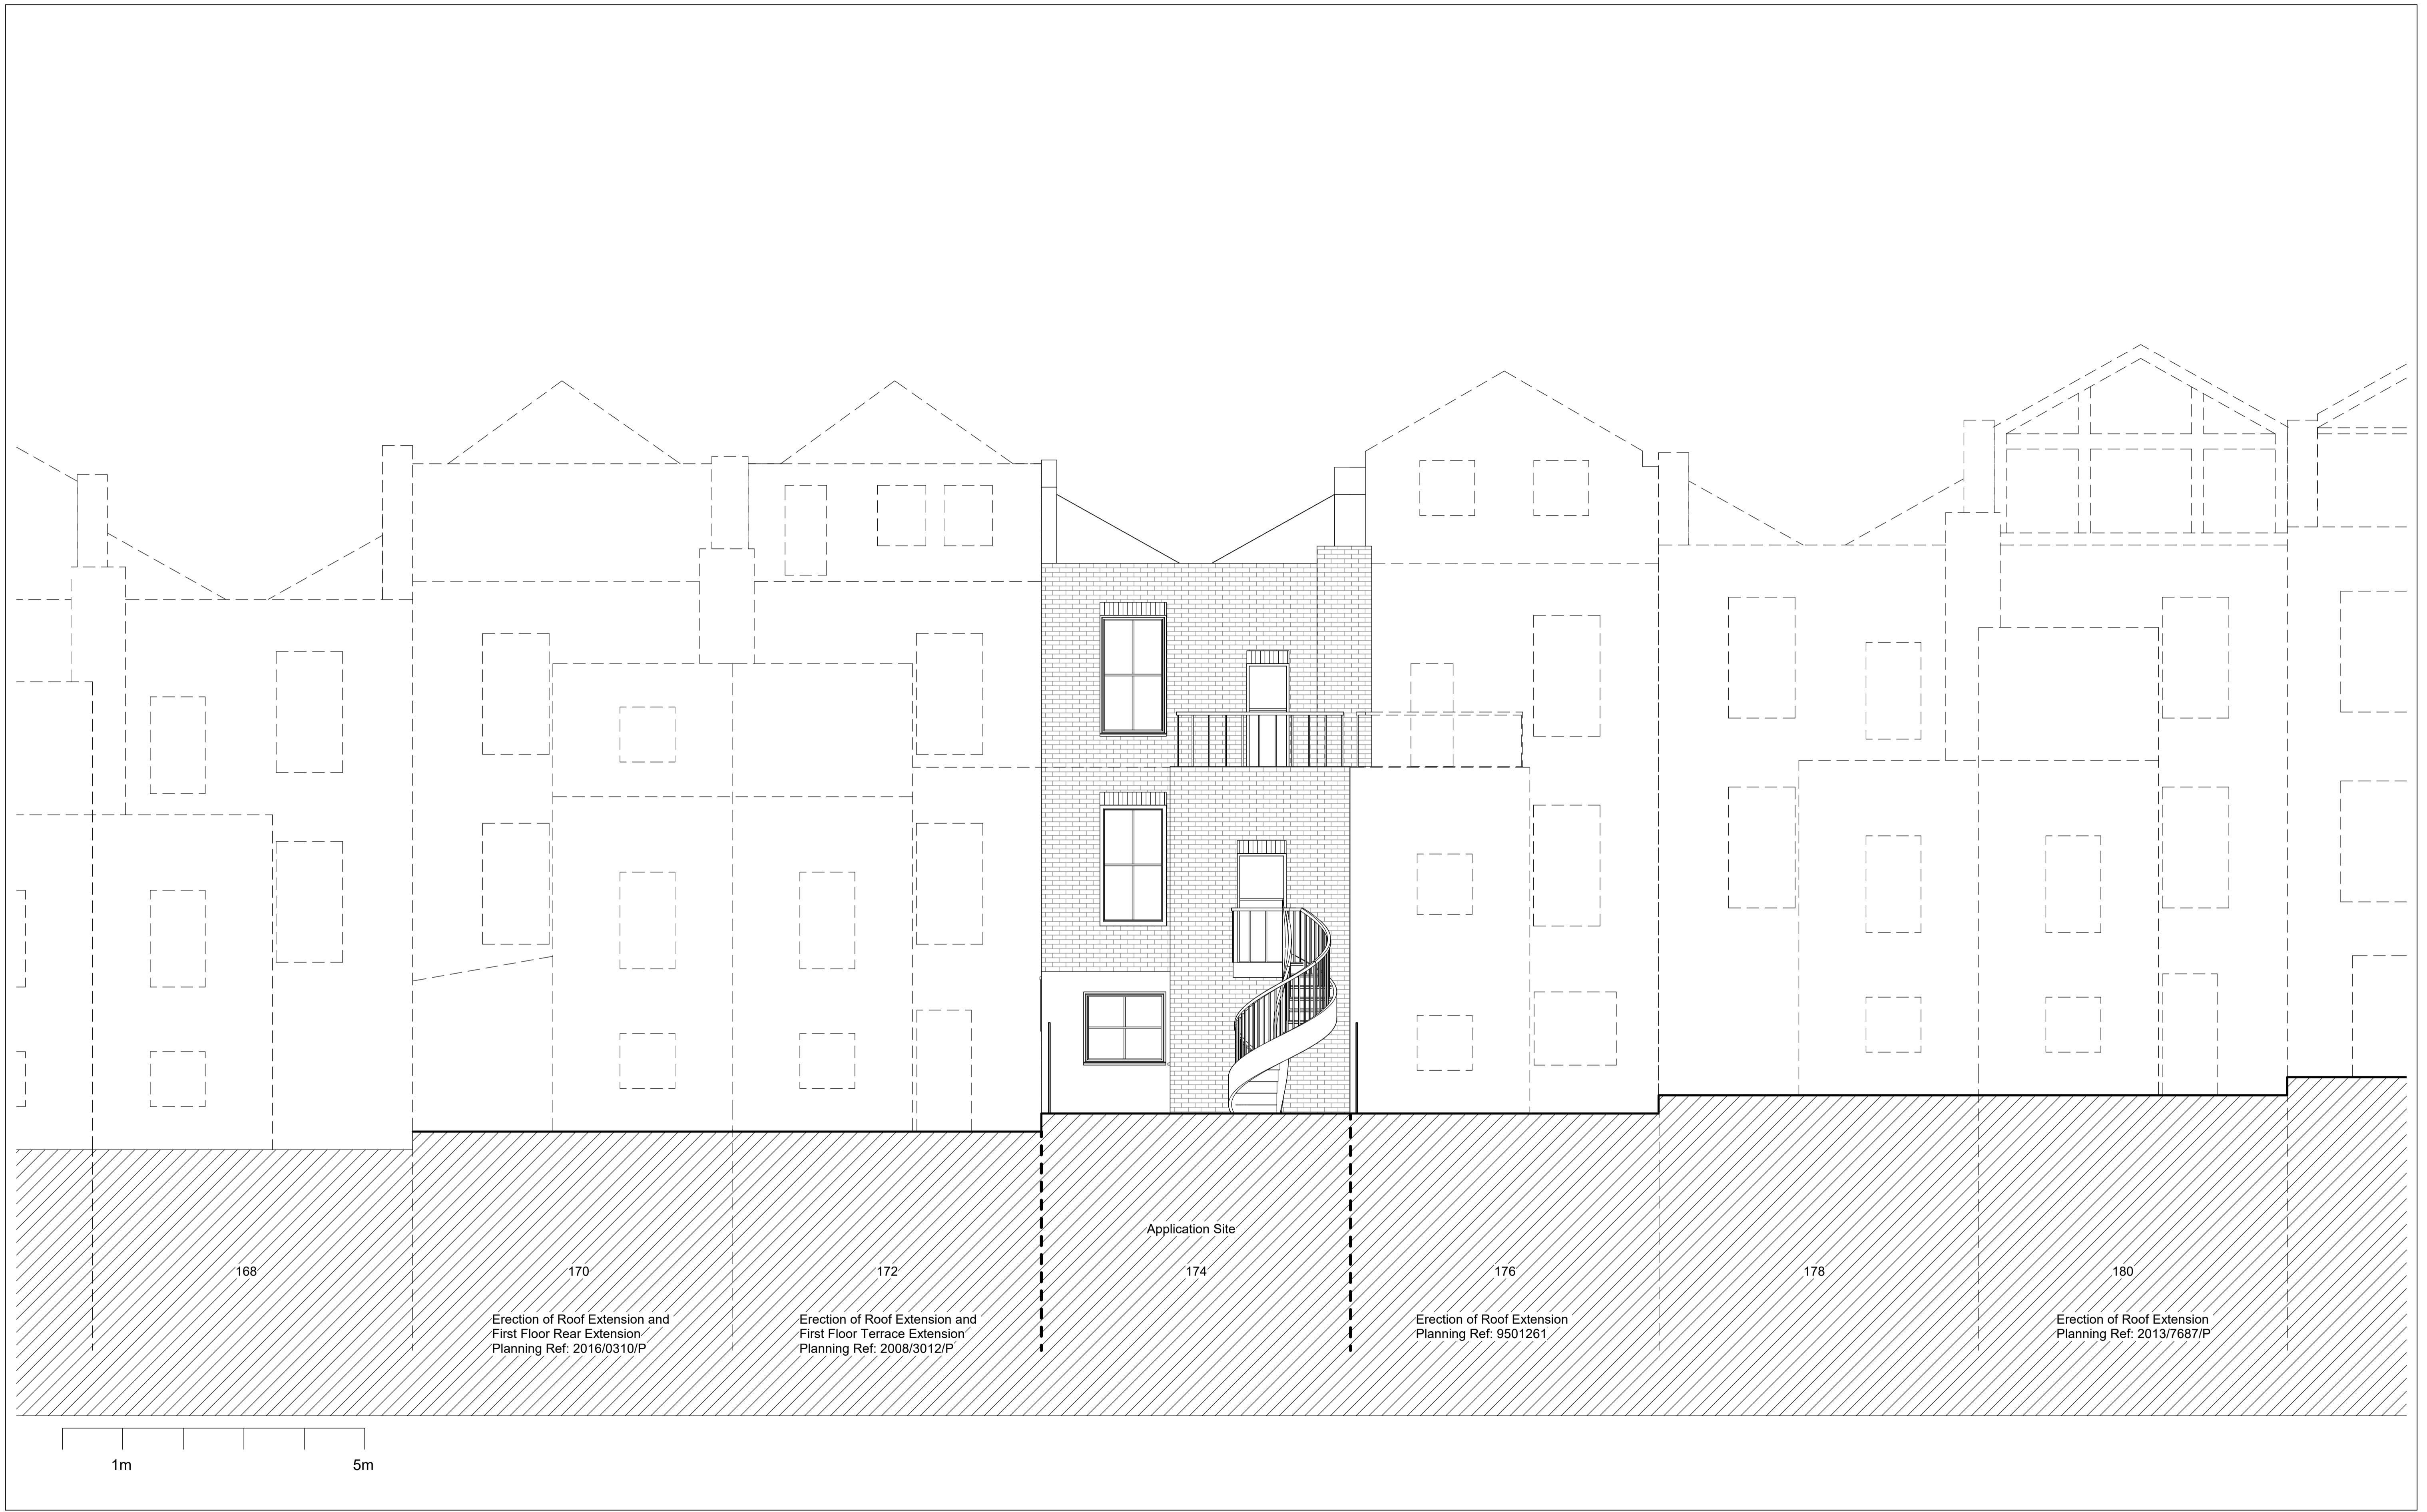 Application Site
168
170
172
174
176
178
180
Erection of Roof Extension and
First Floor Rear Extension
Planning Ref: 2016/0310/P
Erection of Roof Extension and
First Floor Terrace Extension
Planning Ref: 2008/3012/P
Erection of Roof Extension
Planning Ref: 9501261
Erection of Roof Extension
Planning Ref: 2013/7687/P
1m
5m